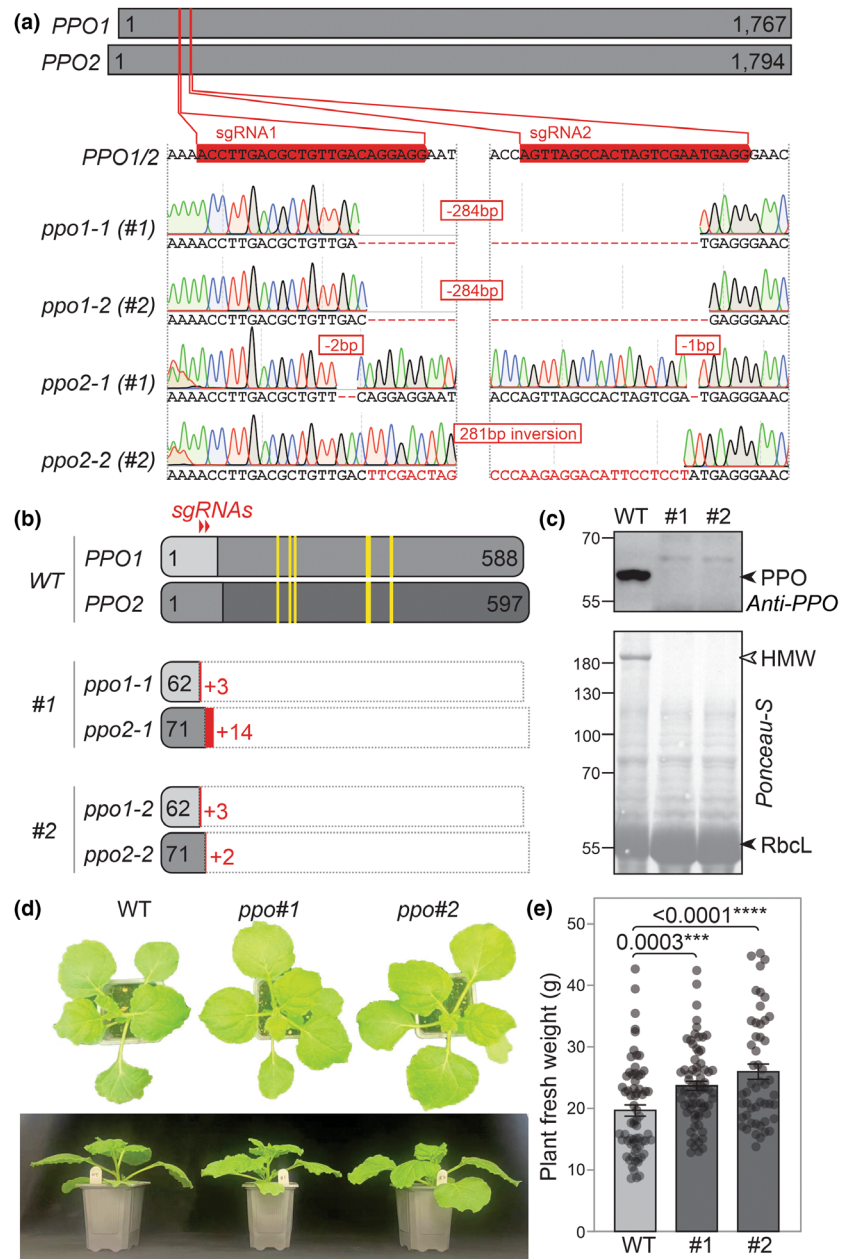 (a)
PPO1 1 1,767
PPO2 1 1,794
sgRNA1 sgRNA2
PPO1/2 AAAACCTTGACGCTGTTGACAGGAGGAAT ACCAGTTAGCCACTAGTCGAATGAGGGAAC
-284bp
ppo1-1 (#1)
AAAACCTTGACGCTGTTGA TGAGGGAAC
-284bp
ppo1-2 (#2)
AAAACCTTGACGCTGTTGAC GAGGGAAC
-2bp -1bp
ppo2-1 (#1)
AAAACCTTGACGCTGTT--CAGGAGGAAT ACCAGTTAGCCACTAGTCGA-TGAGGGAAC
281bp inversion
ppo2-2 (#2)
AAAACCTTGACGCTGTTGACTTCGACTAG CCCAAGAGGACATTCCTCCTATGAGGGAAC
(b)
sgRNAs
WT
PPO1 1 588
PPO2 1 597
#1
ppo1-1 62 +3
ppo2-1 71 +14
#2
ppo1-2 62 +3
ppo2-2 71 +2
(c)
WT #1 #2
70
PPO
55
Anti-PPO
180
HMW
130
100
70
Ponceau-S
55
RbcL
(d)
WT ppo#1 ppo#2
(e)
<0.0001****
0.0003***
Plant fresh weight (g)
50
40
30
20
10
0
WT #1 #2